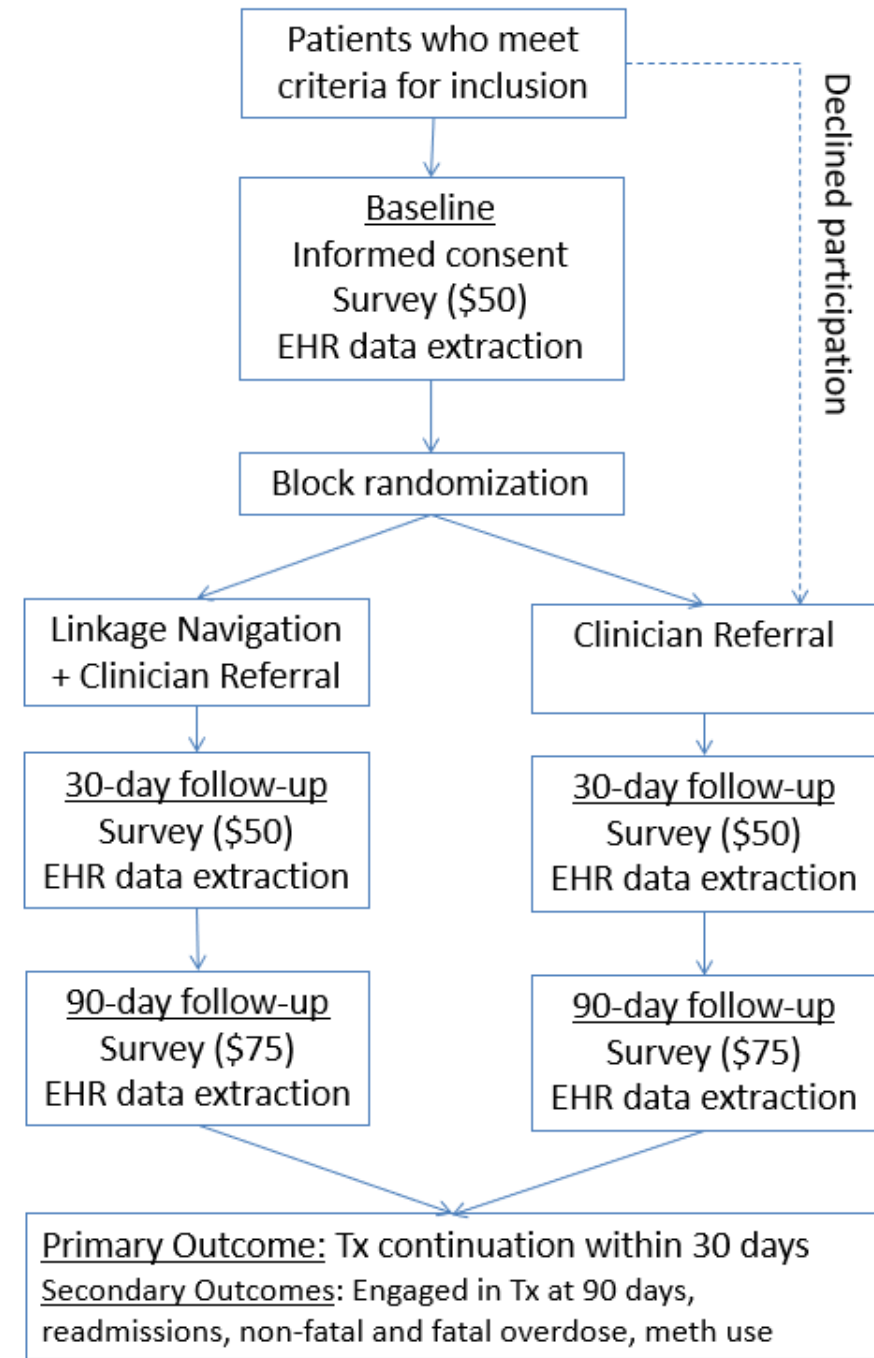 Patients who meet
criteria for inclusion
Declined participation
Baseline
Informed consent
Survey ($50)
EHR data extraction
Block randomization
Linkage Navigation
+ Clinician Referral
Clinician Referral
30-day follow-up
Survey ($50)
EHR data extraction
30-day follow-up
Survey ($50)
EHR data extraction
90-day follow-up
Survey ($75)
EHR data extraction
90-day follow-up
Survey ($75)
EHR data extraction
Primary Outcome: Tx continuation within 30 days
Secondary Outcomes: Engaged in Tx at 90 days,
readmissions, non-fatal and fatal overdose, meth use